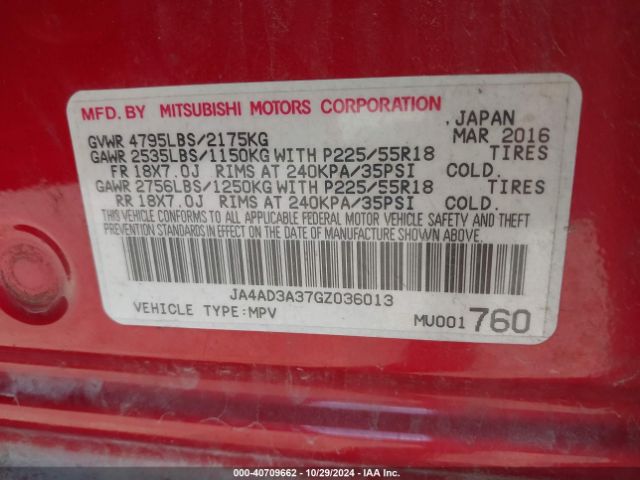 MFD. BY MITSUBISHI MOTORS CORPORATION , JAPAN
GVWR 4795LBS/2175KG MAR 2016
GAWR 2535LBS/1150KG WITH P225/55R18 TIRES
FR 18X7.0J RIMS AT 240KPA/35PSI COLD.
GAWR 2756LBS/1250KG WITH P225/55R18 TIRES
RR 18X7.0J RIMS AT 240KPA/35PSI COLD.
THIS VEHICLE CONFORMS TO ALL APPLICABLE FEDERAL MOTOR VEHICLE SAFETY AND THEFT
PREVENTION STANDARDS IN EFFECT ON THE DATE OF MANUFACTURE SHOWN ABOVE.
JA4AD3A37GZ036013
VEHICLE TYPE:MPV MU001760
000-40709662 - 10/29/2024 - IAA Inc.